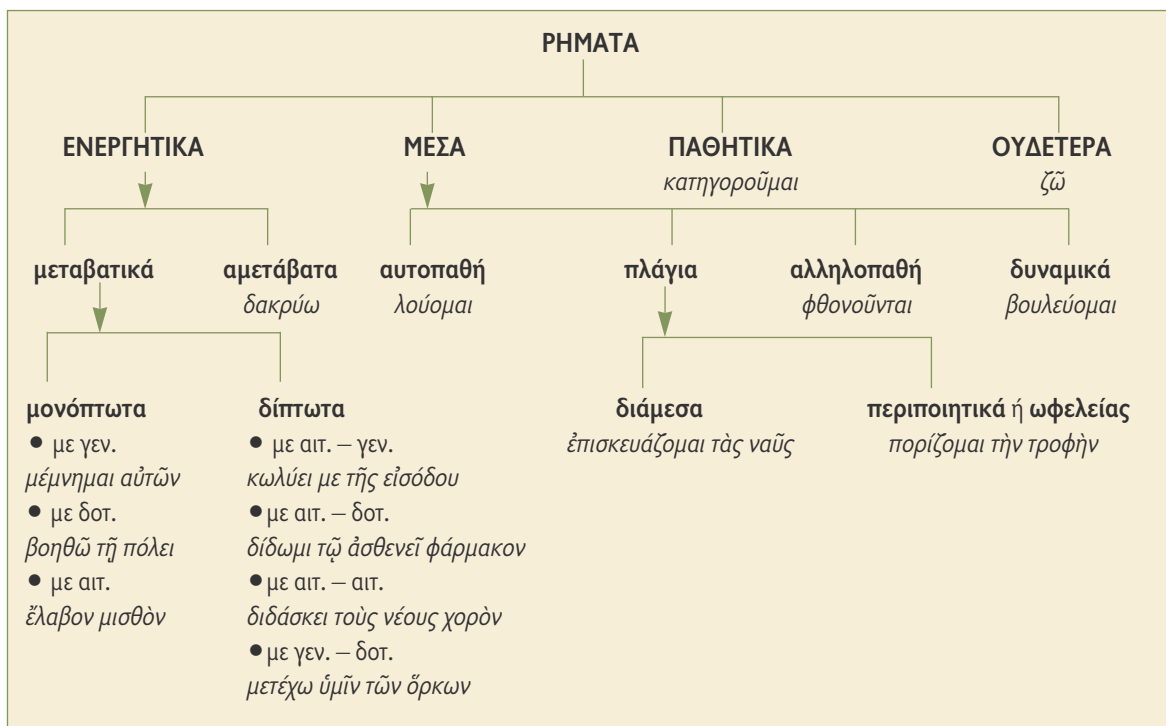 ΡΗΜΑΤΑ
ΕΝΕΡΓΗΤΙΚΑ
ΜΕΣΑ
ΠΑΘΗΤΙΚΑ
κατηγοροῦμαι
ΟΥΔΕΤΕΡΑ
ζῶ
μεταβατικά
αμετάβατα
δακρύω
αυτοπαθή
λούομαι
πλάγια
αλληλοπαθή
φθονοῦνται
δυναμικά
βουλεύομαι
μονόπτωτα
● με γεν.
μέμνημαι αὐτῶν
● με δοτ.
βοηθῶ τῇ πόλει
● με αιτ.
ἔλαβον μισθὸν
δίπτωτα
● με αιτ. – γεν.
κωλύει με τῆς εἰσόδου
● με αιτ. – δοτ.
δίδωμι τῷ ἀσθενεῖ φάρμακον
● με αιτ. – αιτ.
διδάσκει τοὺς νέους χορὸν
● με γεν. – δοτ.
μετέχω ὑμῖν τῶν ὅρκων
διάμεσα
ἐπισκευάζομαι τὰς ναῦς
περιποιητικά ή ωφελείας
πορίζομαι τὴν τροφὴν